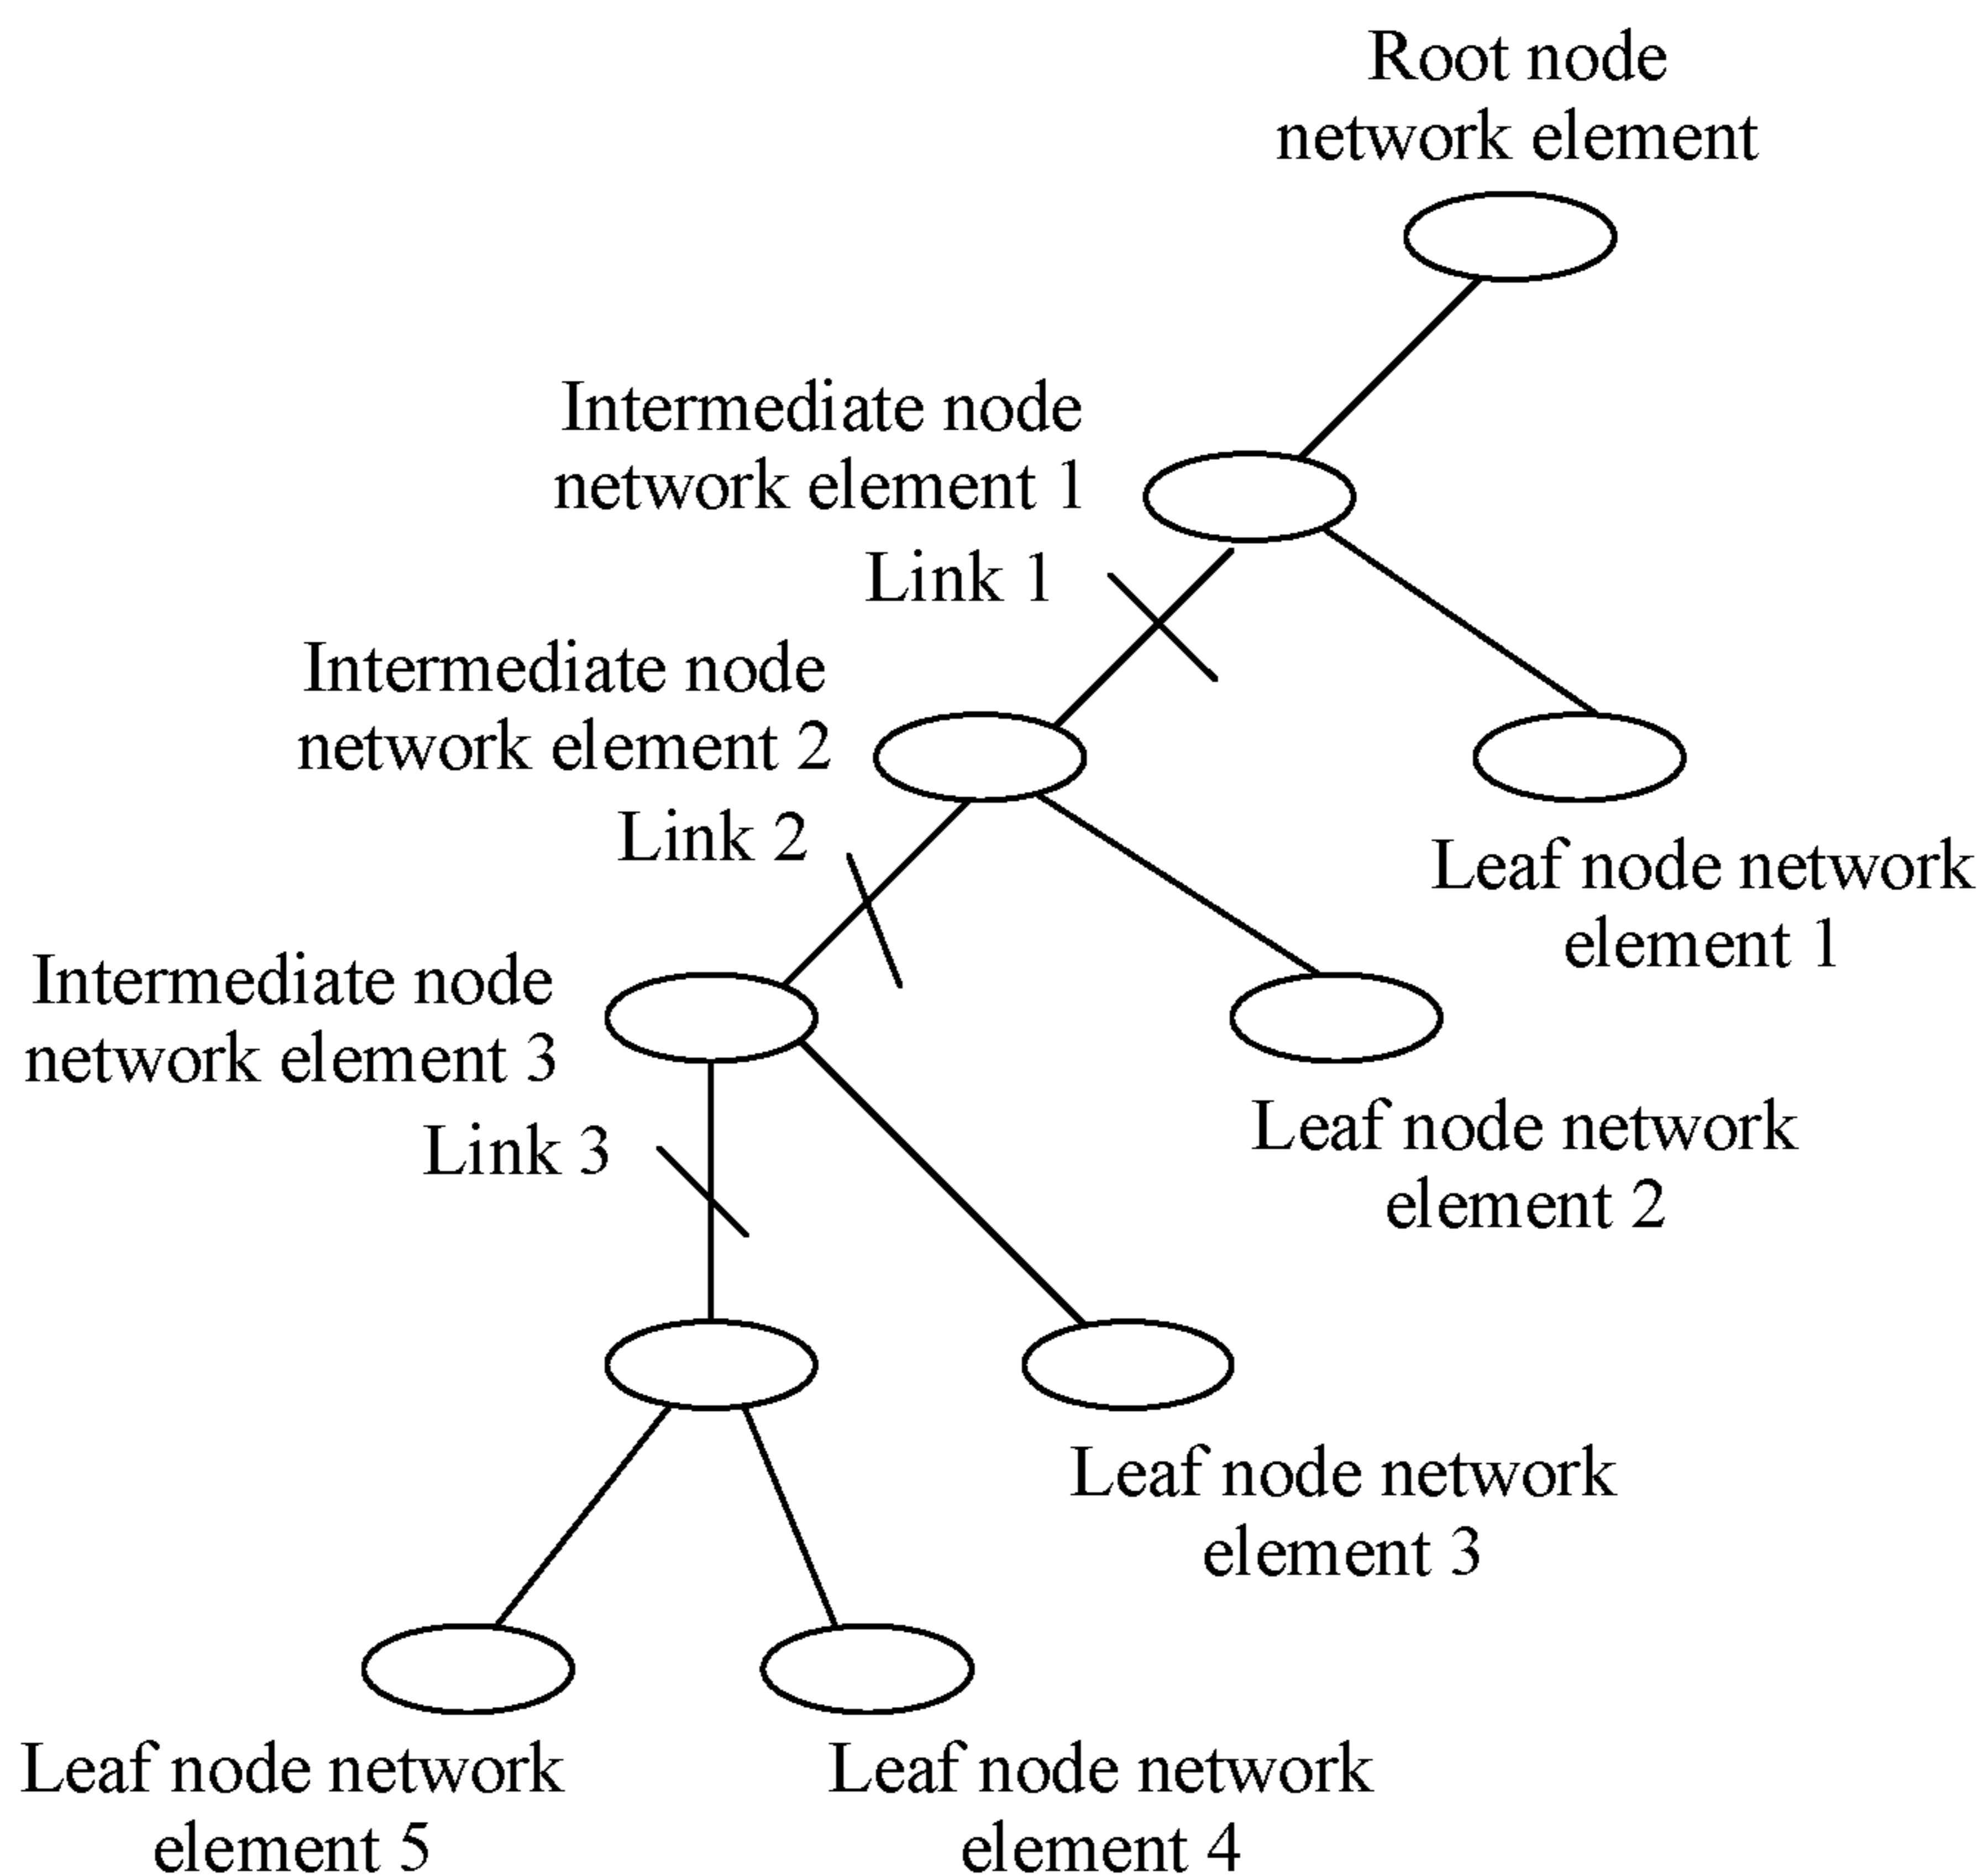 Root node
network element
Intermediate node
network element 1
Link 1
Intermediate node
network element 2
Link 2
Leaf node network
element 1
Intermediate node
network element 3
Link 3
Leaf node network
element 2
Leaf node network
element 3
Leaf node network
element 5
Leaf node network
element 4